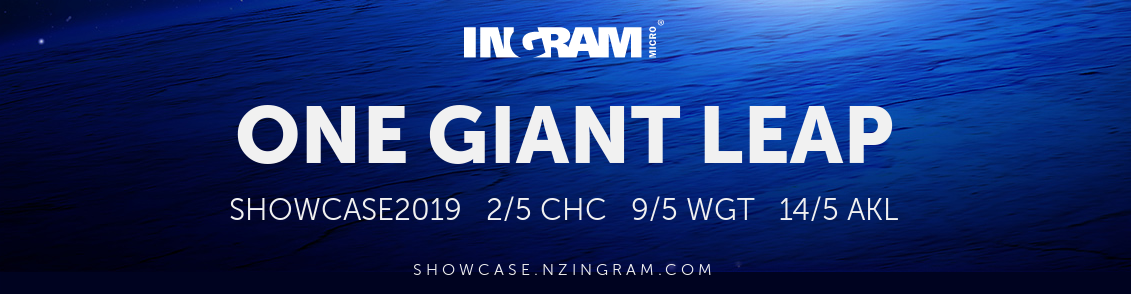 INGRAM MICRO®
ONE GIANT LEAP
SHOWCASE2019 2/5 CHC 9/5 WGT 14/5 AKL
SHOWCASE.NZINGRAM.COM